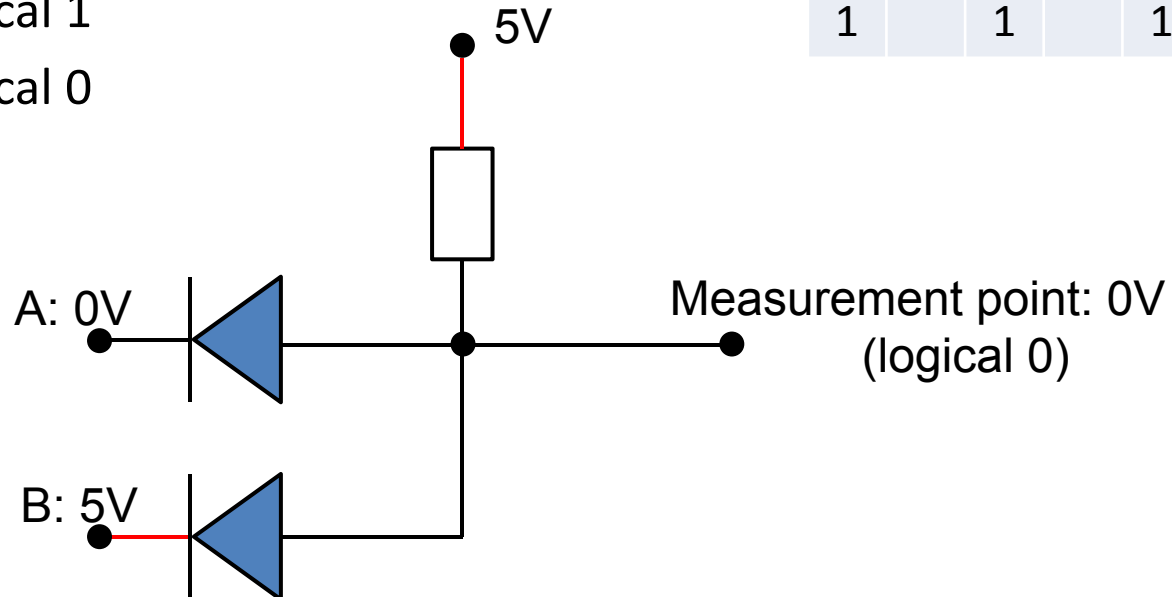 cal 1
cal 0
5V
1 1 1
A: 0V
Measurement point: 0V
(logical 0)
B: 5V